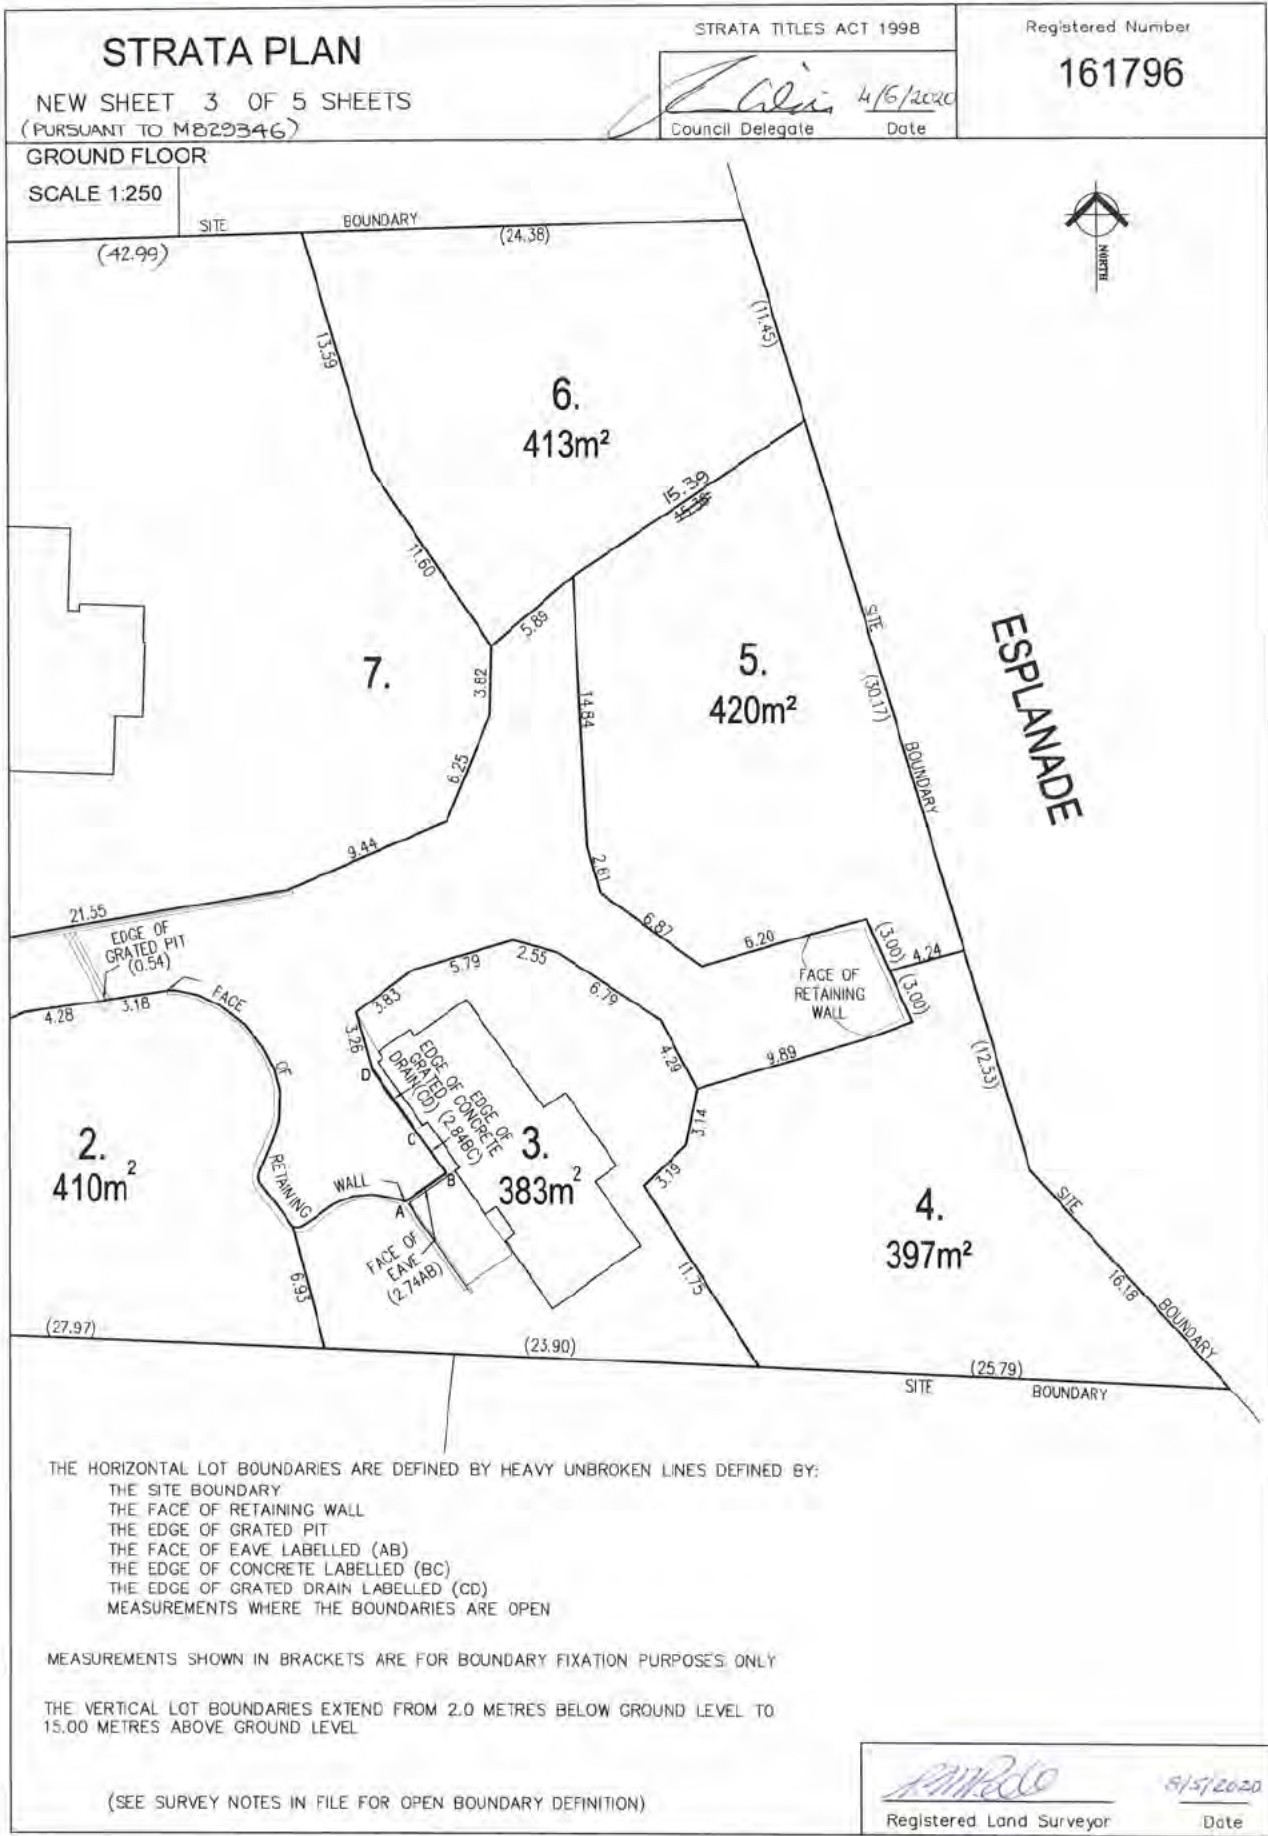 STRATA PLAN
NEW SHEET 3 OF 5 SHEETS
(PURSUANT TO M829346)
STRATA TITLES ACT 1998
4/6/2020
Council Delegate Date
Registered Number
161796
GROUND FLOOR
SCALE 1:250
SITE BOUNDARY
(42.99)
(24.38)
NORTH
(11.45)
13.59
6.
413m²
15.39
15.38
11.60
5.89
SITE
(30.17)
BOUNDARY
ESPLANADE
5.
420m²
7.
3.82
14.84
6.25
9.44
2.61
21.55
EDGE OF
GRATED PIT
(0.54)
6.87
6.20
(3.00)
4.24
FACE OF
RETAINING
WALL
(3.00)
5.79
2.55
6.79
3.83
3.26
4.28
3.18
FACE
OF
RETAINING
WALL
4.29
9.89
(12.53)
D
EDGE OF
GRATED
DRAIN(CD)
EDGE OF
CONCRETE
(2.84BC)
C
B
A
3.14
3.19
2.
410m²
3.
383m²
4.
397m²
SITE
16.18
BOUNDARY
FACE OF
EAVE
(2.74AB)
6.93
11.75
(27.97)
(23.90)
(25.79)
SITE BOUNDARY
THE HORIZONTAL LOT BOUNDARIES ARE DEFINED BY HEAVY UNBROKEN LINES DEFINED BY:
THE SITE BOUNDARY
THE FACE OF RETAINING WALL
THE EDGE OF GRATED PIT
THE FACE OF EAVE LABELLED (AB)
THE EDGE OF CONCRETE LABELLED (BC)
THE EDGE OF GRATED DRAIN LABELLED (CD)
MEASUREMENTS WHERE THE BOUNDARIES ARE OPEN
MEASUREMENTS SHOWN IN BRACKETS ARE FOR BOUNDARY FIXATION PURPOSES ONLY
THE VERTICAL LOT BOUNDARIES EXTEND FROM 2.0 METRES BELOW GROUND LEVEL TO
15.00 METRES ABOVE GROUND LEVEL
(SEE SURVEY NOTES IN FILE FOR OPEN BOUNDARY DEFINITION)
8/5/2020
Registered Land Surveyor Date